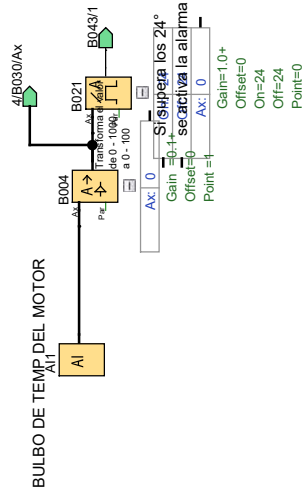 BULBO DE TEMP DEL MOTOR
AI1
AI
B004
A→
Ax
Par
Transforma el valor
de 0 - 1000
a 0 - 100
4/B030/Ax
B021
A
Ax
Par
B043/1
Ax: 0
Gain =0.1+
Offset=0
Point =1
Si supera los 24°
se activa la alarma
Ax: 0
Gain=1.0+
Offset=0
On=24
Off=24
Point=0